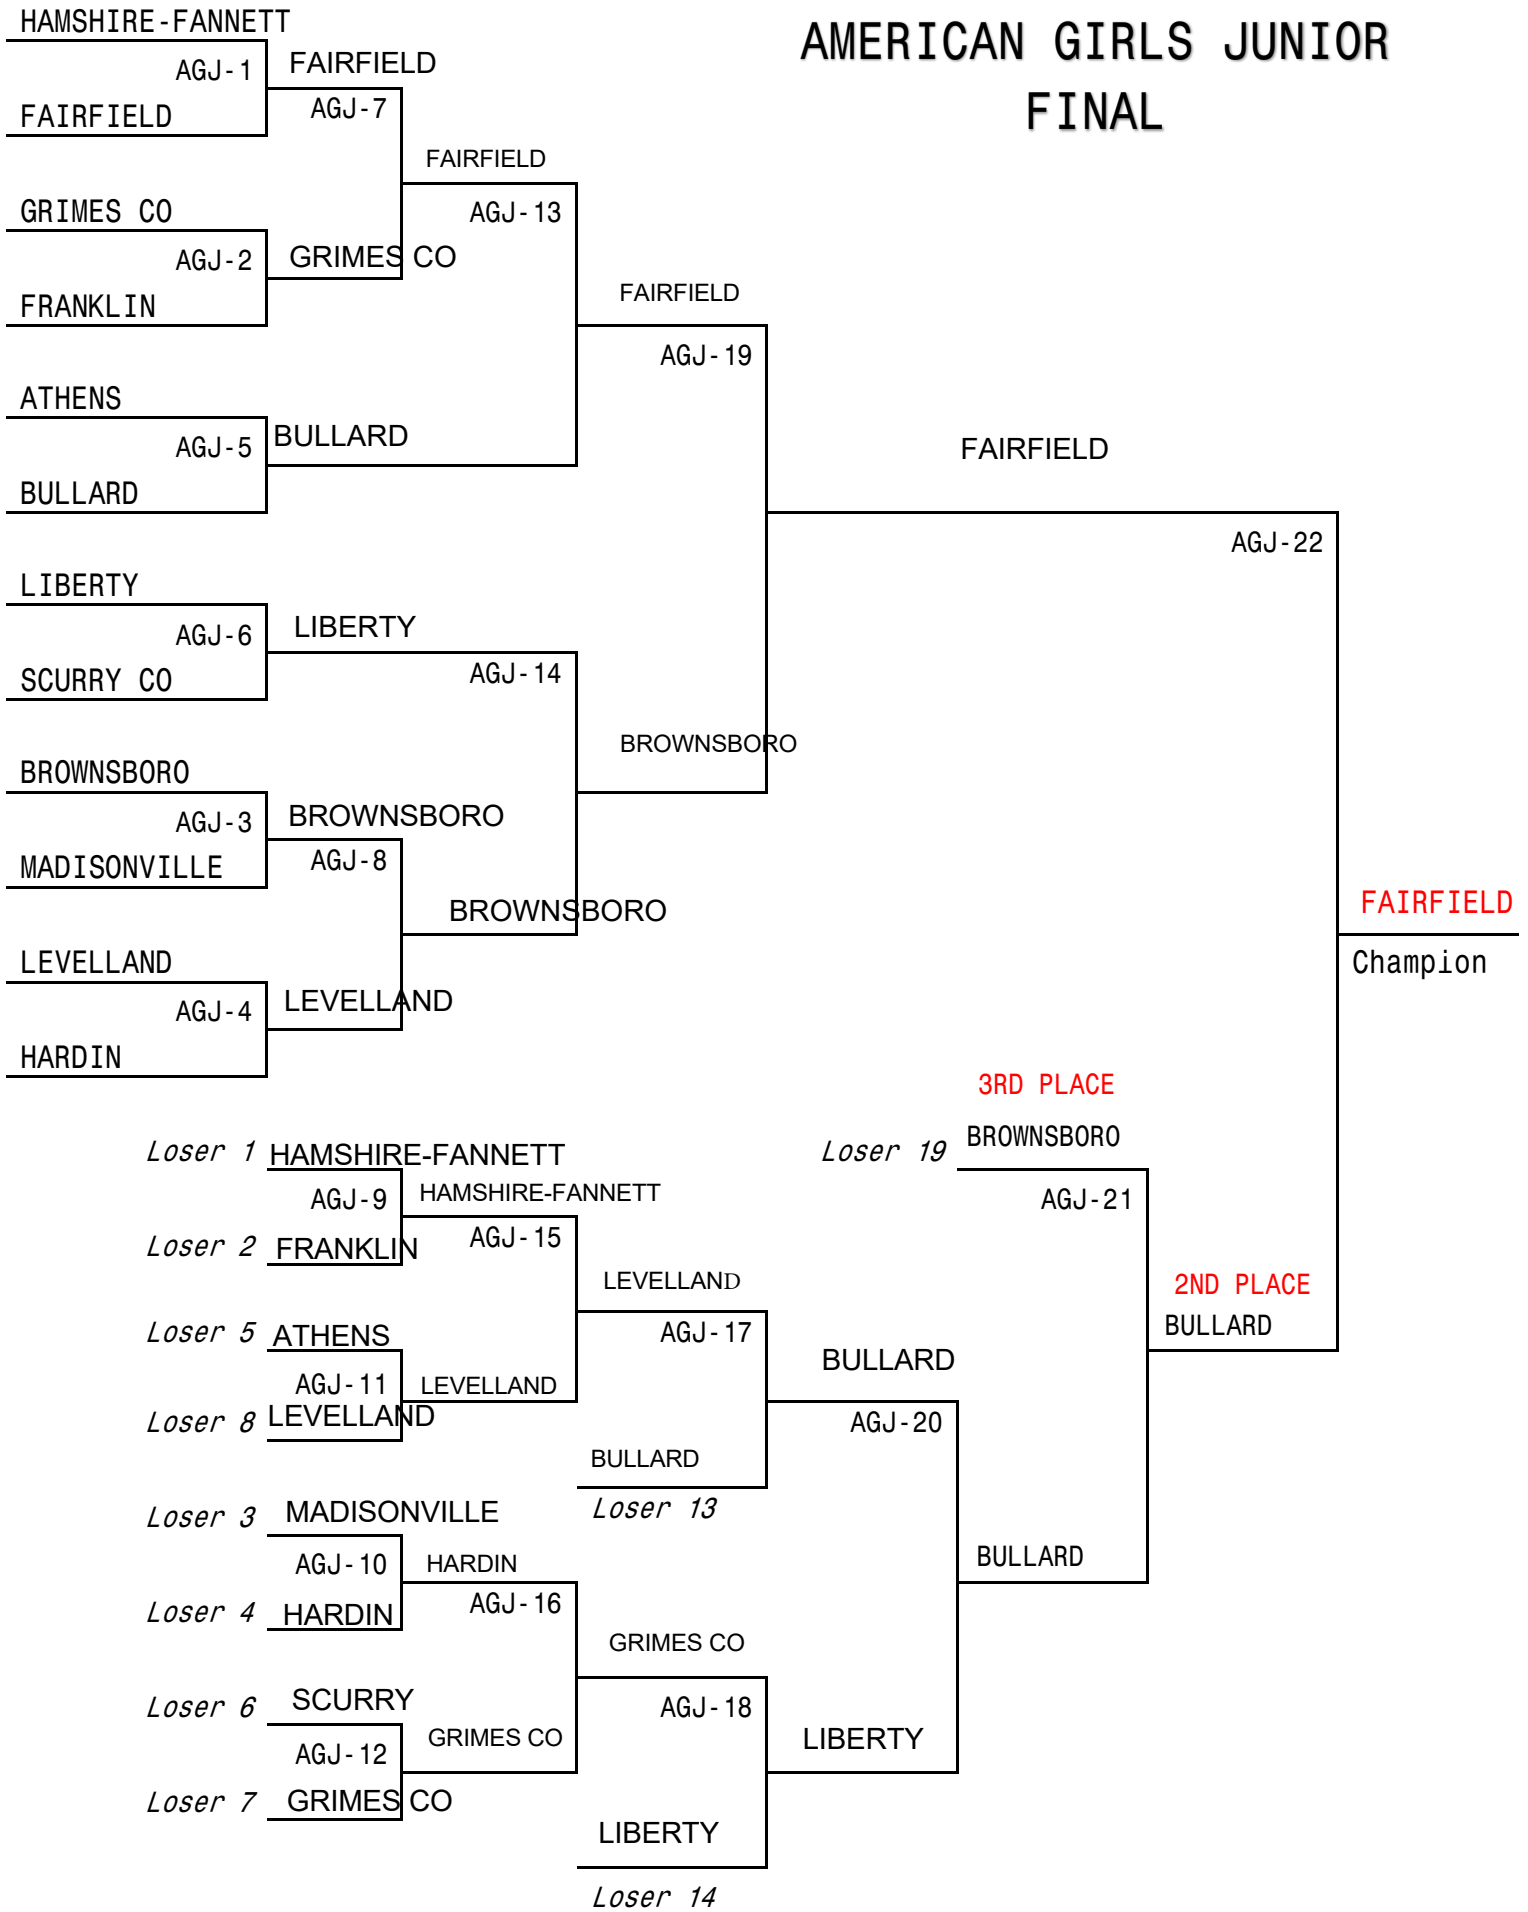 HAMSHIRE-FANNETT
AMERICAN GIRLS JUNIOR
FINAL
AGJ-1
FAIRFIELD
FAIRFIELD
AGJ-7
FAIRFIELD
GRIMES CO
AGJ-13
AGJ-2
GRIMES CO
FRANKLIN
FAIRFIELD
AGJ-19
ATHENS
AGJ-5
BULLARD
BULLARD
FAIRFIELD
AGJ-22
LIBERTY
AGJ-6
LIBERTY
SCURRY CO
AGJ-14
BROWNSBORO
BROWNSBORO
AGJ-3
BROWNSBORO
MADISONVILLE
AGJ-8
BROWNSBORO
FAIRFIELD
Champion
LEVELLAND
AGJ-4
LEVELLAND
HARDIN
3RD PLACE
Loser 1 HAMSHIRE-FANNETT
Loser 19 BROWNSBORO
AGJ-9
HAMSHIRE-FANNETT
AGJ-21
Loser 2 FRANKLIN
AGJ-15
LEVELLAND
2ND PLACE
BULLARD
Loser 5 ATHENS
AGJ-17
BULLARD
AGJ-11
LEVELLAND
Loser 8 LEVELLAND
AGJ-20
BULLARD
Loser 13
Loser 3 MADISONVILLE
AGJ-10
HARDIN
BULLARD
Loser 4 HARDIN
AGJ-16
GRIMES CO
Loser 6 SCURRY
AGJ-18
AGJ-12
GRIMES CO
LIBERTY
Loser 7 GRIMES CO
LIBERTY
Loser 14